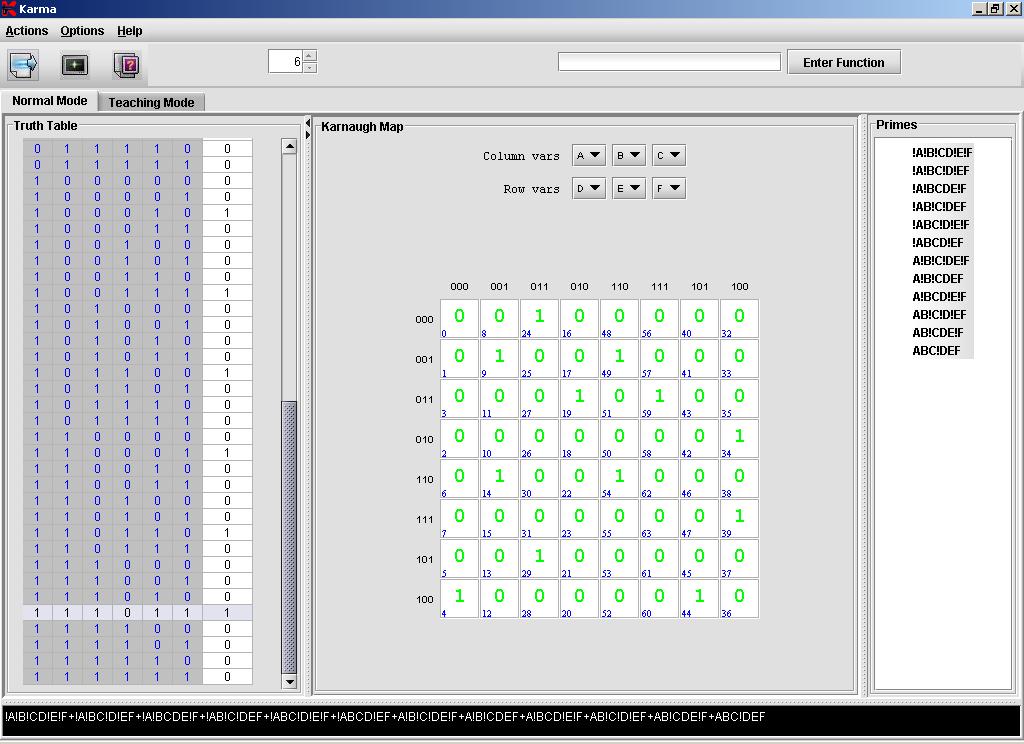 Karma
Actions Options Help
6 Enter Function
Normal Mode Teaching Mode
Truth Table
0 1 1 1 1 0 0
0 1 1 1 1 1 0
1 0 0 0 0 0 0
1 0 0 0 0 1 0
1 0 0 0 1 0 1
1 0 0 0 1 1 0
1 0 0 1 0 0 0
1 0 0 1 0 1 0
1 0 0 1 1 0 0
1 0 0 1 1 1 1
1 0 1 0 0 0 0
1 0 1 0 0 1 0
1 0 1 0 1 0 0
1 0 1 0 1 1 0
1 0 1 1 0 0 1
1 0 1 1 0 1 0
1 0 1 1 1 0 0
1 0 1 1 1 1 0
1 1 0 0 0 0 0
1 1 0 0 0 1 1
1 1 0 0 1 0 0
1 1 0 0 1 1 0
1 1 0 1 0 0 0
1 1 0 1 0 1 0
1 1 0 1 1 0 1
1 1 0 1 1 1 0
1 1 1 0 0 0 0
1 1 1 0 0 1 0
1 1 1 0 1 0 0
1 1 1 0 1 1 1
1 1 1 1 0 0 0
1 1 1 1 0 1 0
1 1 1 1 1 0 0
1 1 1 1 1 1 0
Karnaugh Map
Column vars A B C
Row vars D E F
000 001 011 010 110 111 101 100
000 0 0 1 0 0 0 0 0
0 8 24 16 48 56 40 32
001 0 1 0 0 1 0 0 0
1 9 25 17 49 57 41 33
011 0 0 0 1 0 1 0 0
3 11 27 19 51 59 43 35
010 0 0 0 0 0 0 0 1
2 10 26 18 50 58 42 34
110 0 1 0 0 1 0 0 0
6 14 30 22 54 62 46 38
111 0 0 0 0 0 0 0 1
7 15 31 23 55 63 47 39
101 0 0 1 0 0 0 0 0
5 13 29 21 53 61 45 37
100 1 0 0 0 0 0 1 0
4 12 28 20 52 60 44 36
Primes
!A!B!CD!E!F
!A!BC!D!EF
!A!BCDE!F
!AB!C!DEF
!ABC!D!E!F
!ABCD!EF
A!B!C!DE!F
A!B!CDEF
A!BCD!E!F
AB!C!D!EF
AB!CDE!F
ABC!DEF
!A!B!CD!E!F+!A!BC!D!EF+!A!BCDE!F+!AB!C!DEF+!ABC!D!E!F+!ABCD!EF+A!B!C!DE!F+A!B!CDEF+A!BCD!E!F+AB!C!D!EF+AB!CDE!F+ABC!DEF